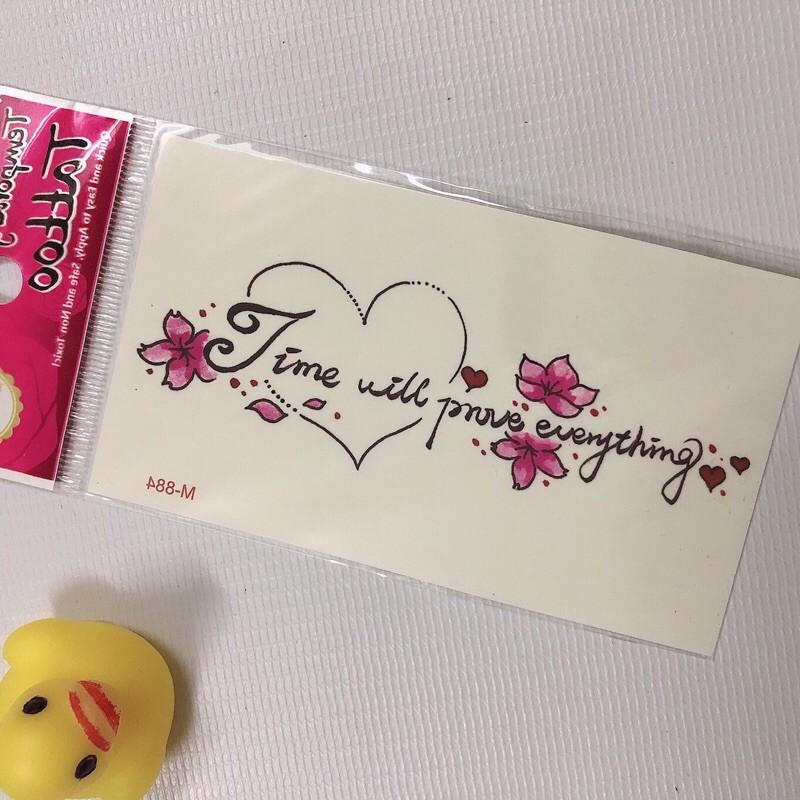 Temporary
Tattoo
Quick and Easy to Apply. Safe and Non Toxic!
Time will prove everything
M-884